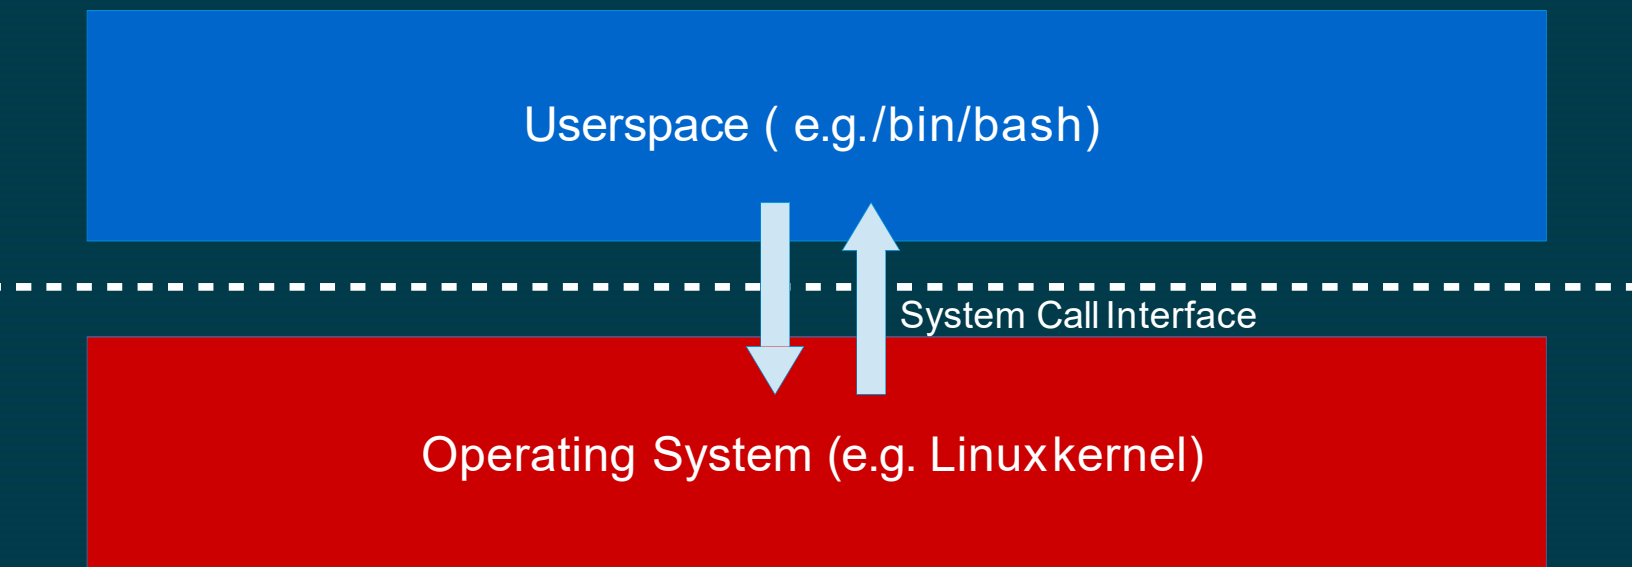 Userspace ( e.g./bin/bash)
System Call Interface
Operating System (e.g. Linuxkernel)